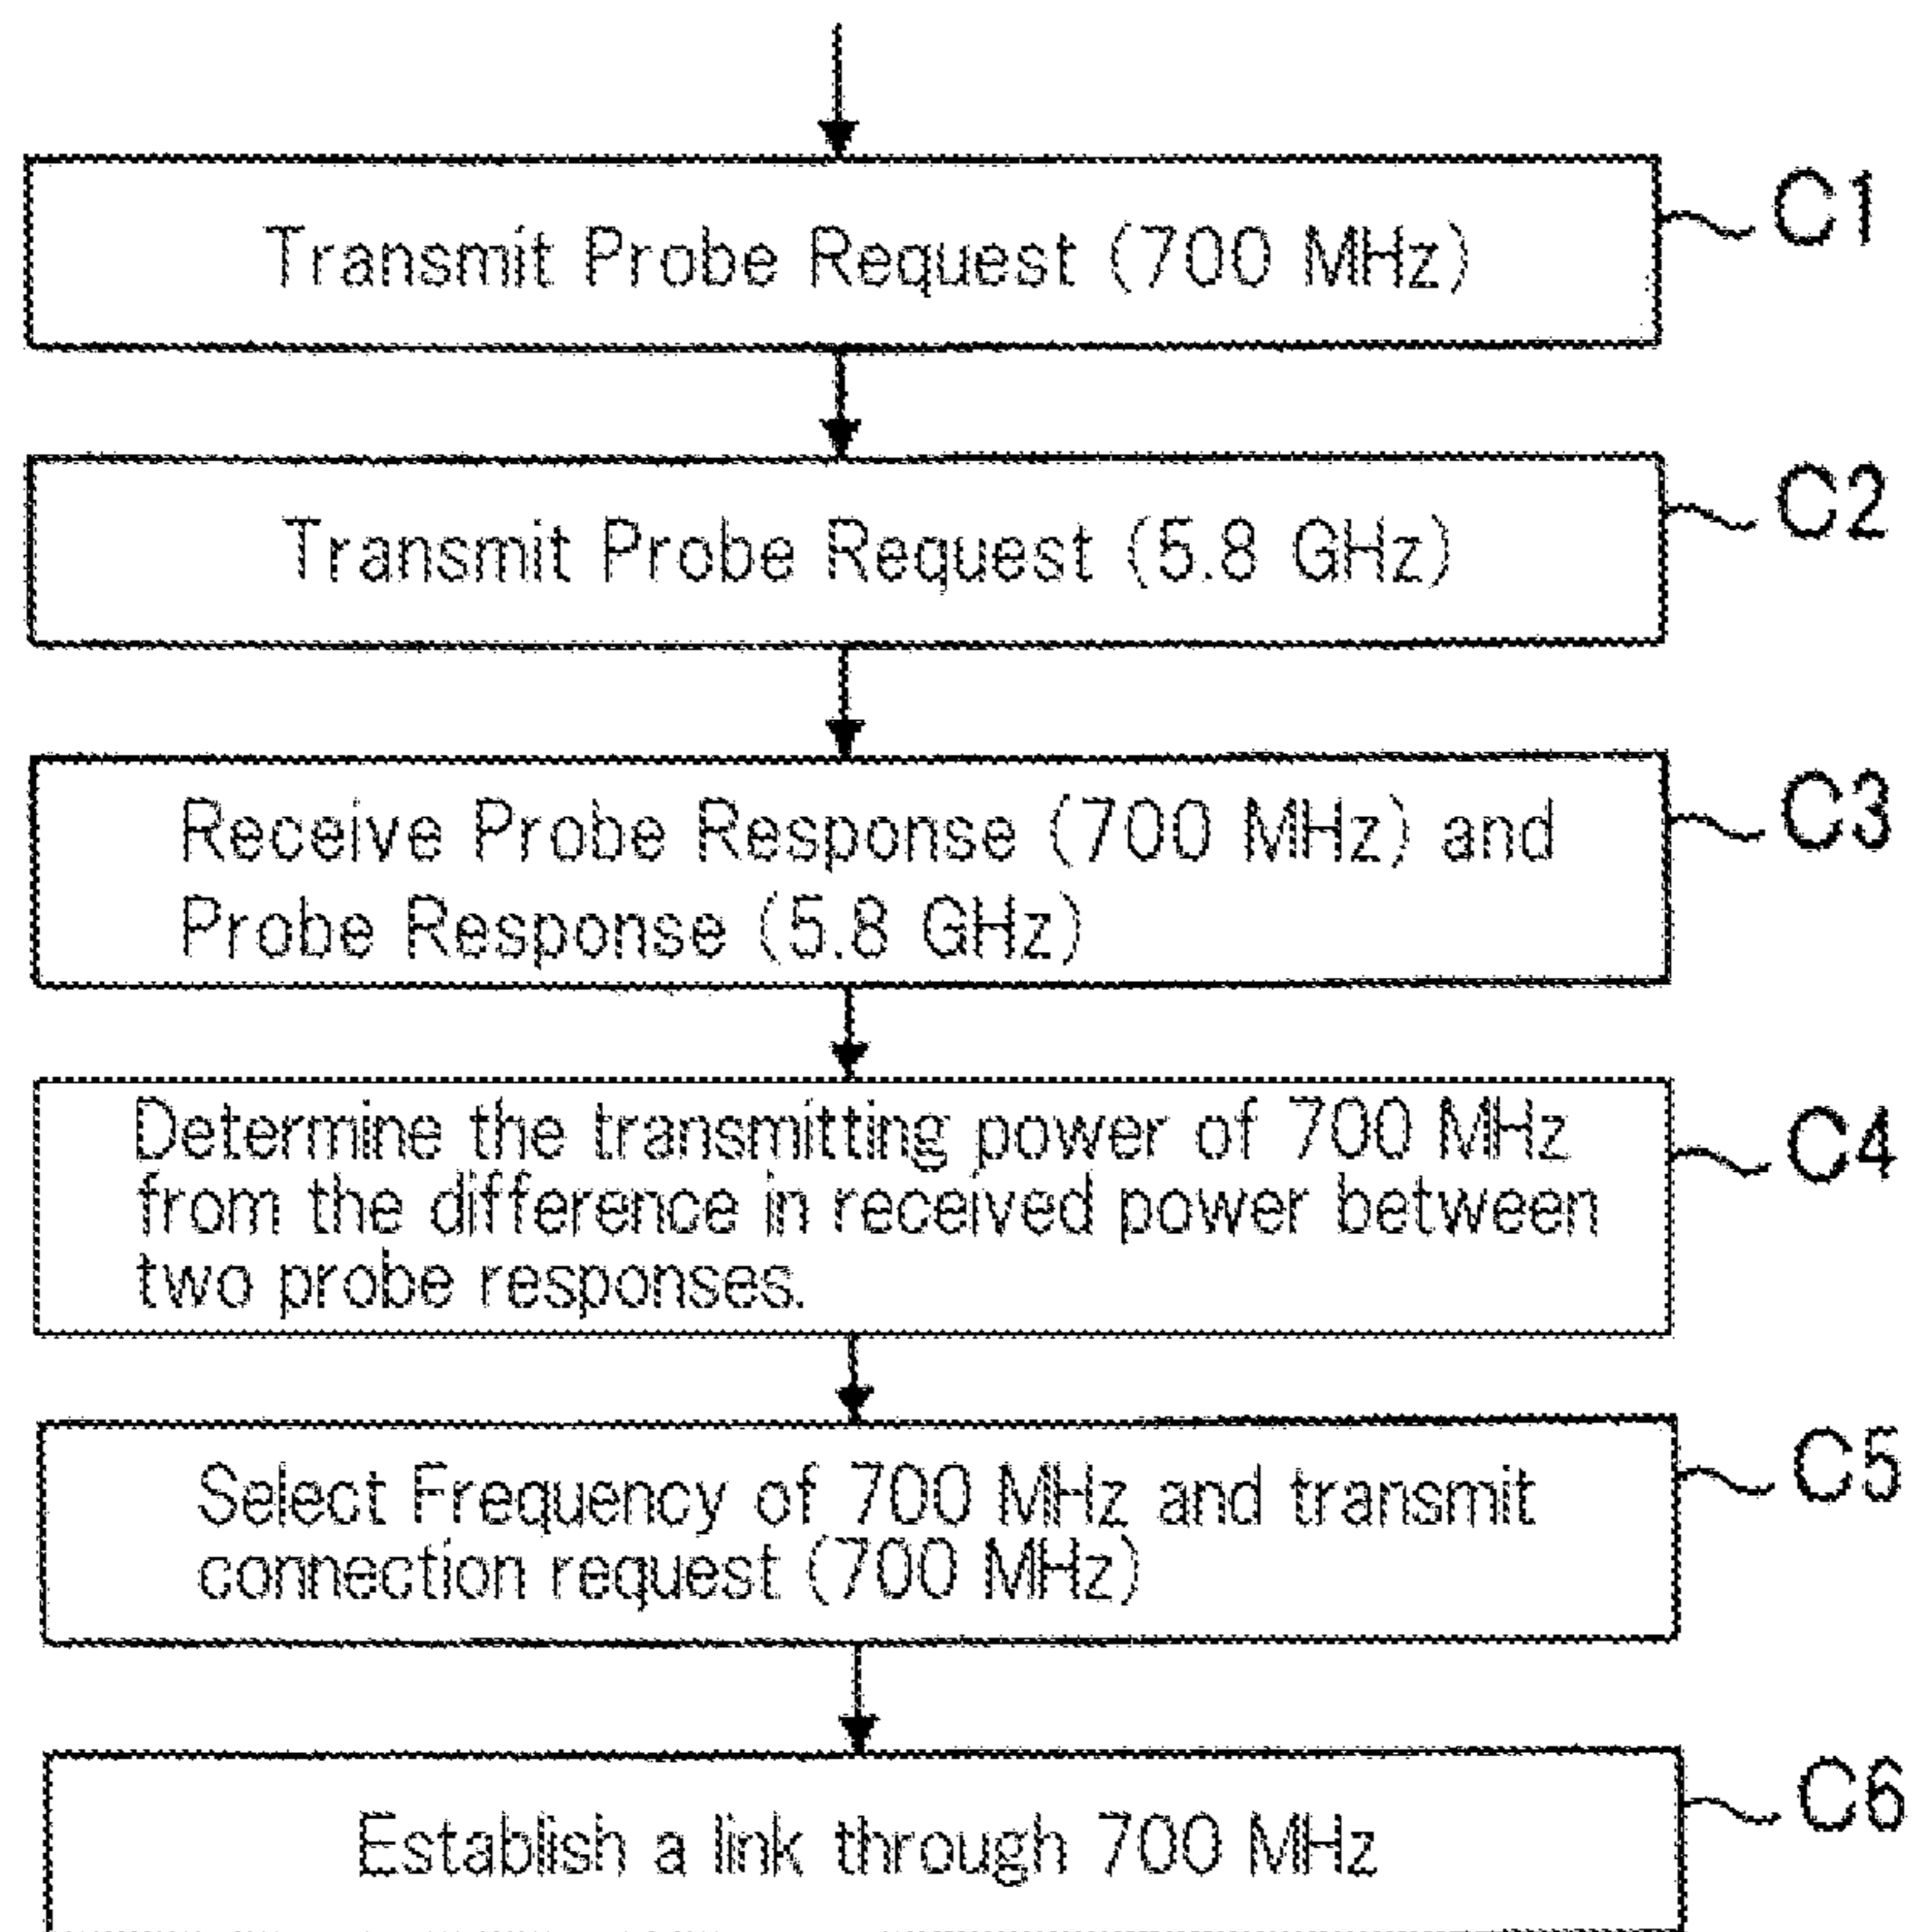 Transmit Probe Request (700 MHz)
C1
Transmit Probe Request (5.8 GHz)
C2
Receive Probe Response (700 MHz) and
Probe Response (5.8 GHz)
C3
Determine the transmitting power of 700 MHz
from the difference in received power between
two probe responses.
C4
Select Frequency of 700 MHz and transmit
connection request (700 MHz)
C5
Establish a link through 700 MHz
C6